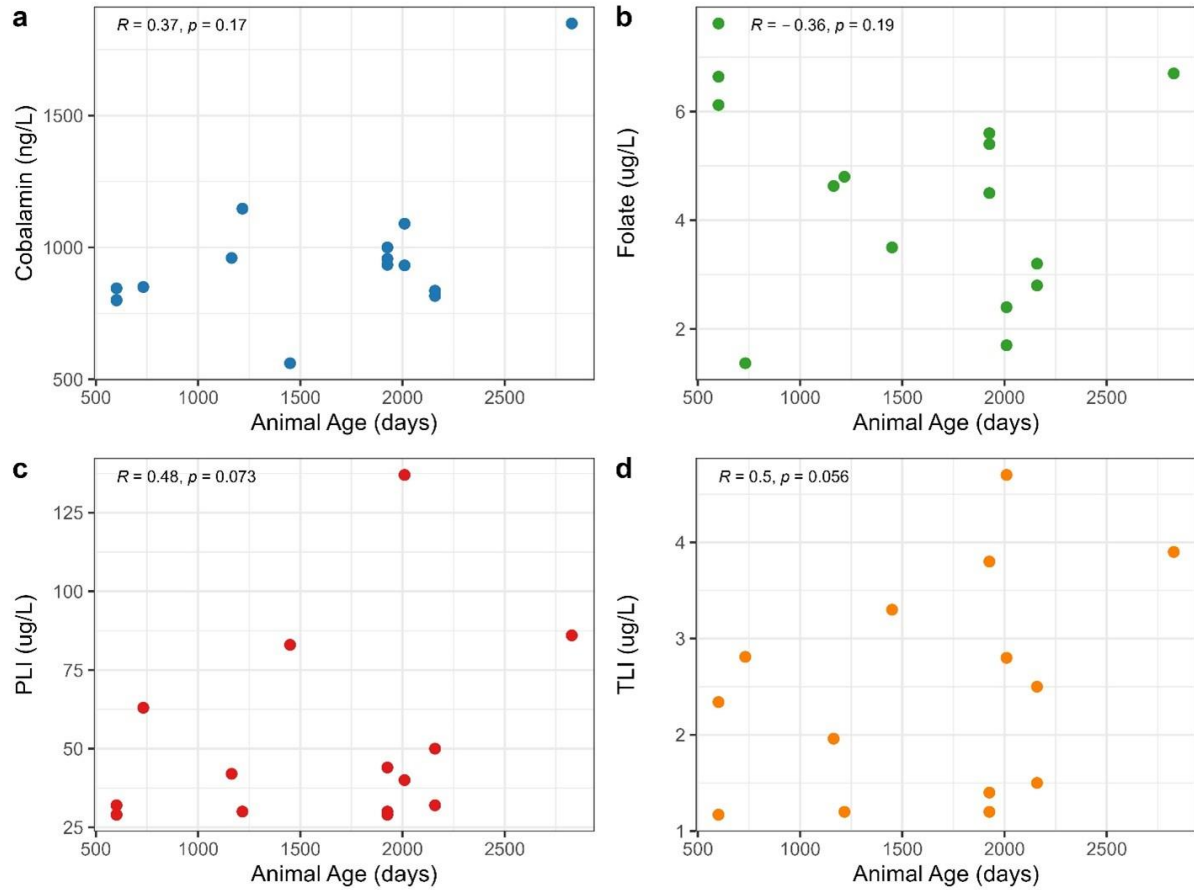 a
R = 0.37, p = 0.17
Cobalamin (ng/L)
1500
1000
500
500 1000 1500 2000 2500
Animal Age (days)
b
R = − 0.36, p = 0.19
Folate (ug/L)
6
4
2
500 1000 1500 2000 2500
Animal Age (days)
c
R = 0.48, p = 0.073
PLI (ug/L)
125
100
75
50
25
500 1000 1500 2000 2500
Animal Age (days)
d
R = 0.5, p = 0.056
TLI (ug/L)
4
3
2
1
500 1000 1500 2000 2500
Animal Age (days)